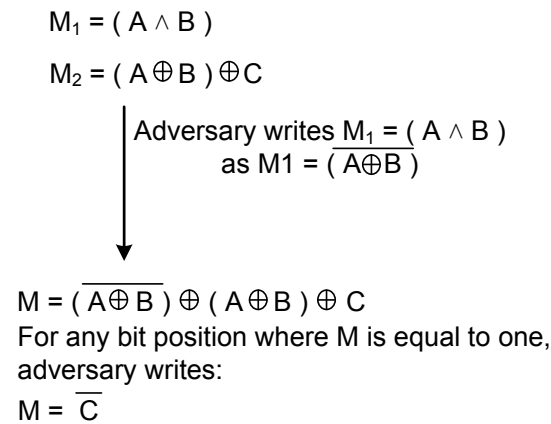 M₁ = ( A ∧ B )
M₂ = ( A ⊕ B ) ⊕ C
Adversary writes M₁ = ( A ∧ B )
as M1 = ( A̅⊕̅B̅ )
M = ( A̅ ⊕̅ B̅ ) ⊕ ( A ⊕ B ) ⊕ C
For any bit position where M is equal to one,
adversary writes:
M = C̅